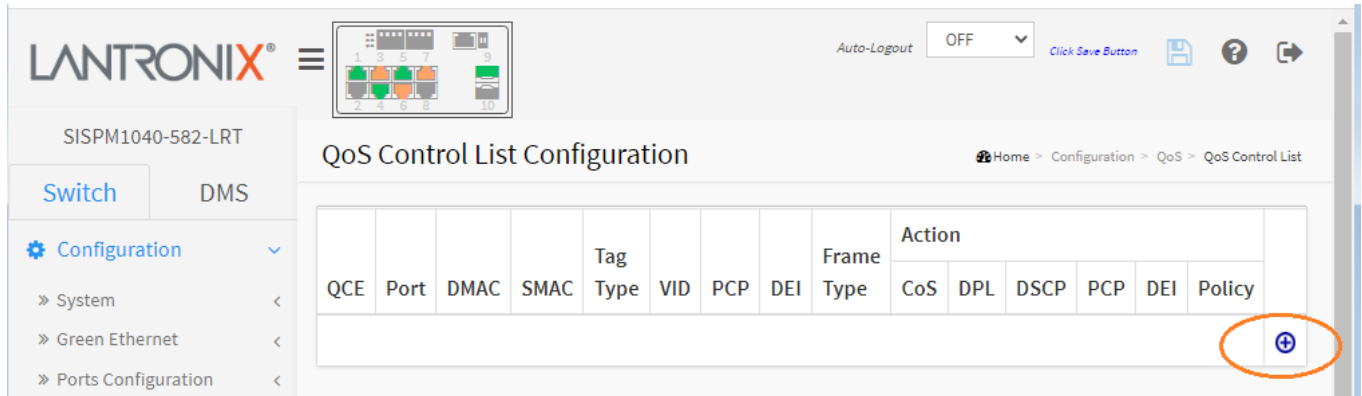 LANTRONIX®
1 3 5 7 9
2 4 6 8 10
Auto-Logout OFF Click Save Button
SISPM1040-582-LRT
Switch DMS
Configuration
» System
» Green Ethernet
» Ports Configuration
QoS Control List Configuration
Home > Configuration > QoS > QoS Control List
QCE Port DMAC SMAC Tag Type VID PCP DEI Frame Type Action
CoS DPL DSCP PCP DEI Policy